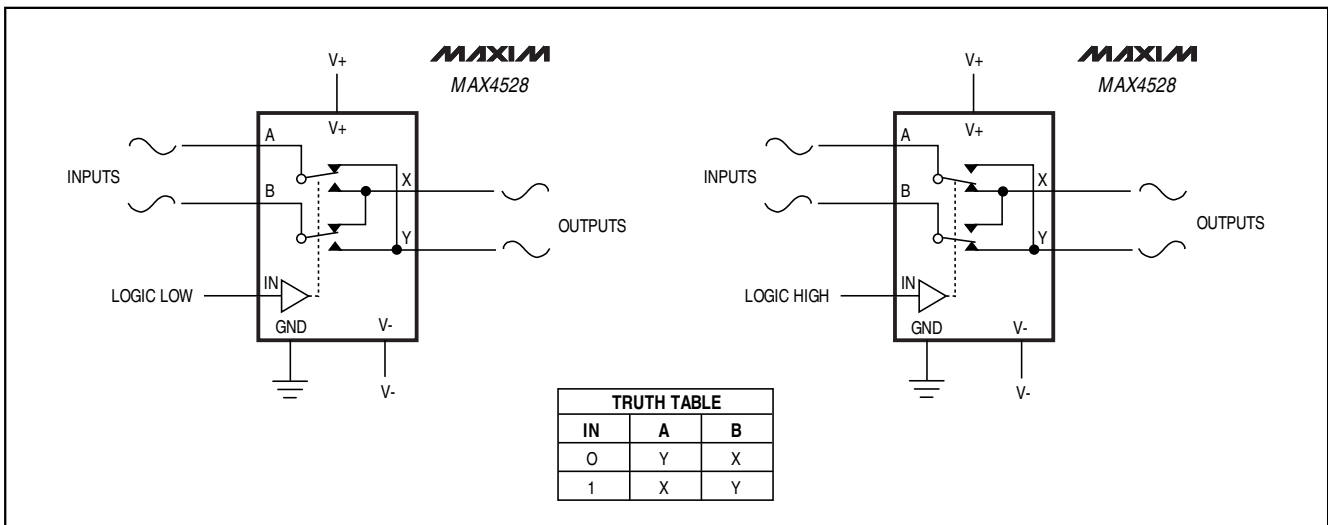 MAXIM
MAX4528
V+
V+
A
INPUTS
B
X
Y
OUTPUTS
LOGIC LOW
IN
GND
V-
V-
MAXIM
MAX4528
V+
V+
A
INPUTS
B
X
Y
OUTPUTS
LOGIC HIGH
IN
GND
V-
V-
TRUTH TABLE
IN A B
O Y X
1 X Y